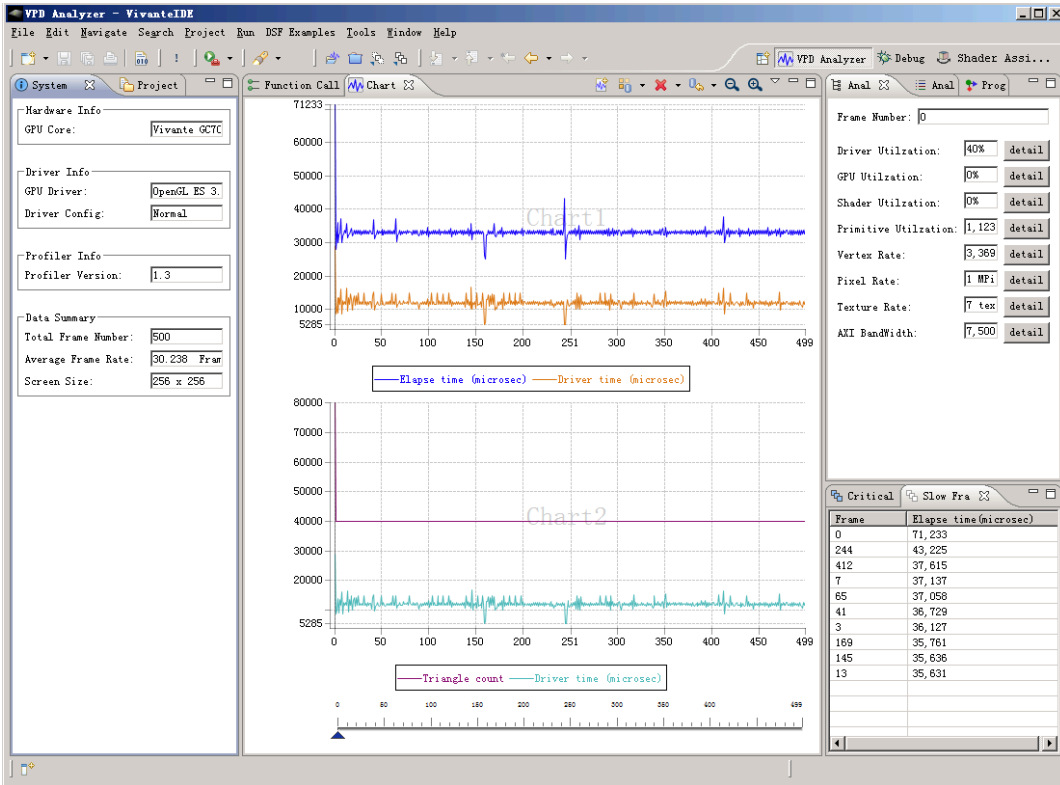 VPD Analyzer - VivanteIDE
File Edit Navigate Search Project Run DSF Examples Tools Window Help
VPD Analyzer Debug Shader Assi...
System Project
Hardware Info
GPU Core: Vivante GC7C
Driver Info
GPU Driver: OpenGL ES 3.
Driver Config: Normal
Profiler Info
Profiler Version: 1.3
Data Summary
Total Frame Number: 500
Average Frame Rate: 30.238 Fram
Screen Size: 256 x 256
Function Call Chart
71233
60000
50000
40000
30000
20000
10000
5285
Chart1
0 50 100 150 200 251 300 350 400 450 499
Elapse time (microsec) Driver time (microsec)
80000
70000
60000
50000
40000
30000
20000
5285
Chart2
0 50 100 150 200 251 300 350 400 450 499
Triangle count Driver time (microsec)
0 50 100 150 200 250 300 350 400 499
Anal Anal Prog
Frame Number: 0
Driver Utilzation: 40% detail
GPU Utilzation: 0% detail
Shader Utilzation: 0% detail
Primitive Utilzation: 1,123 detail
Vertex Rate: 3,369 detail
Pixel Rate: 1 MPi detail
Texture Rate: 7 tex detail
AXI BandWidth: 7,500 detail
Critical Slow Fra
Frame Elapse time(microsec)
0 71,233
244 43,225
412 37,615
7 37,137
65 37,058
41 36,729
3 36,127
169 35,761
145 35,636
13 35,631